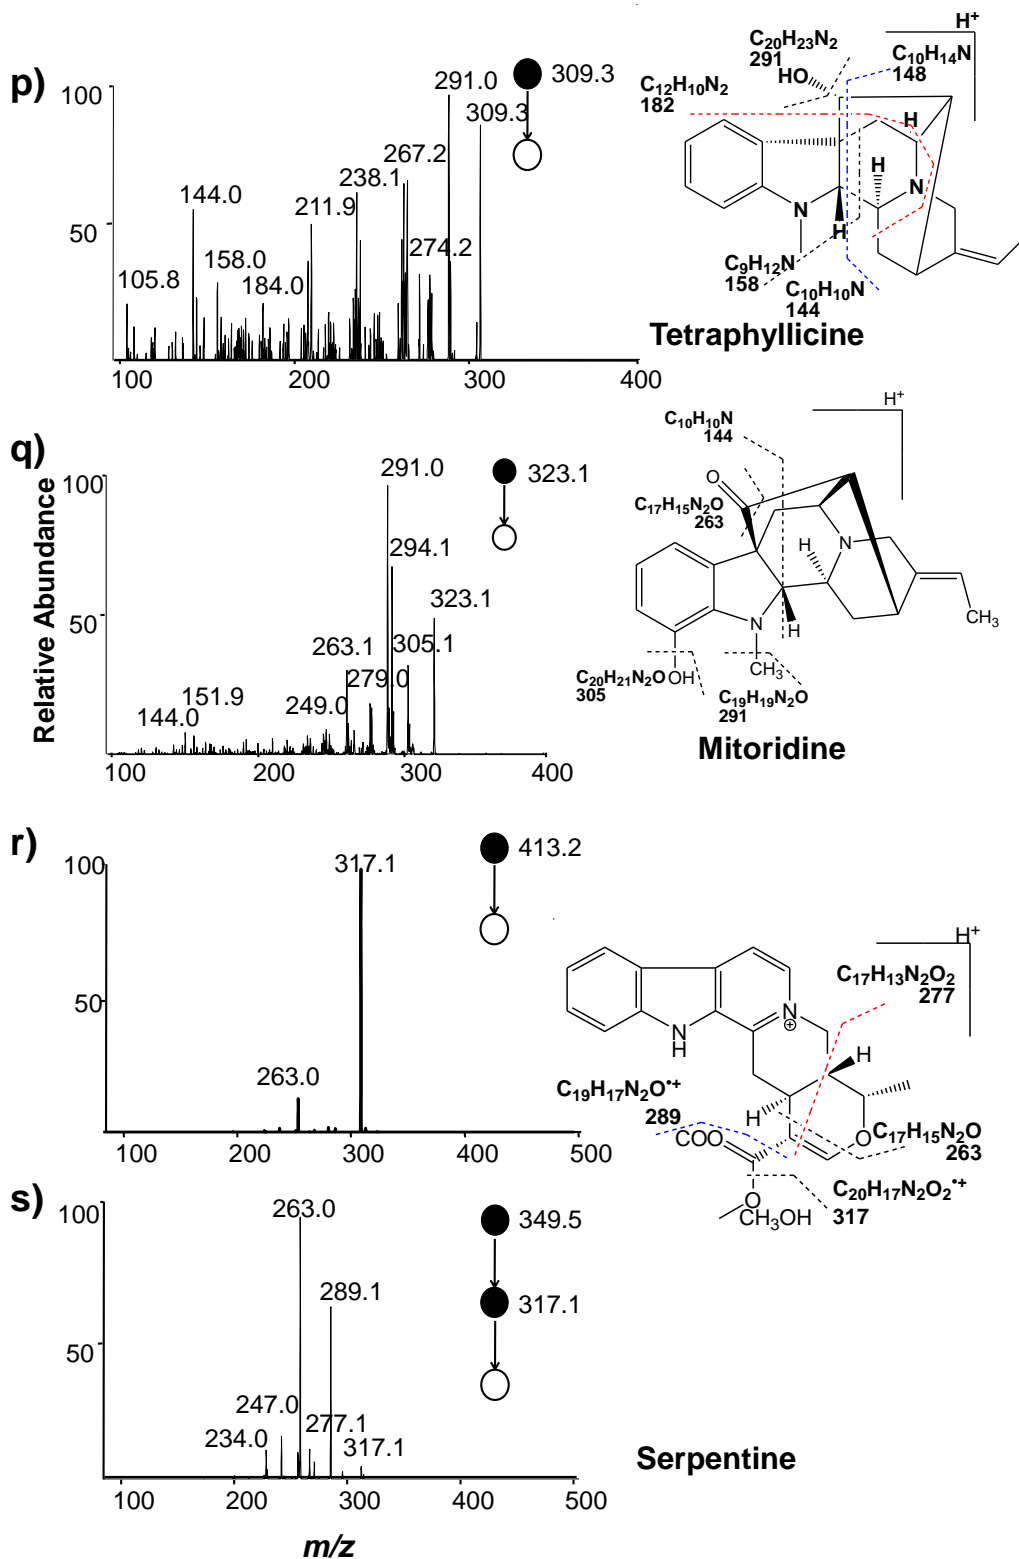 p)
100
50
291.0
309.3
309.3
267.2
238.1
144.0
211.9
274.2
158.0
184.0
105.8
100
200
300
400
H+
C20H23N2
291
C10H14N
148
HO
C12H10N2
182
H
H
N
N
H
C9H12N
158
C10H10N
144
Tetraphyllicine
q)
Relative Abundance
100
50
291.0
323.1
294.1
323.1
263.1
305.1
279.0
249.0
151.9
144.0
100
200
300
400
H+
C10H10N
144
O
C17H15N2O
263
H
N
N
H
CH3
CH3
OH
C20H21N2O
305
C19H19N2O
291
Mitoridine
r)
100
50
317.1
413.2
263.0
100
200
300
400
500
H+
C17H13N2O2
277
N
⊕
N
H
H
H
C19H17N2O•+
289
COO
O
C17H15N2O
263
C20H17N2O2•+
317
O
CH3OH
s)
100
50
263.0
349.5
289.1
317.1
247.0
277.1
234.0
317.1
100
200
300
400
500
m/z
Serpentine